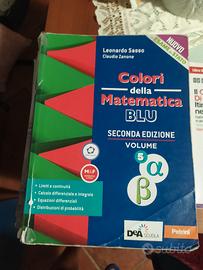 Leonardo Sasso
Claudio Zanone
NUOVO
Colori
della
Matematica
BLU
SECONDA EDIZIONE
VOLUME
5
α
β
• Limiti e continuità
• Calcolo differenziale e integrale
• Equazioni differenziali
• Distribuzioni di probabilità
DeA
SCUOLA
Petrini
subito